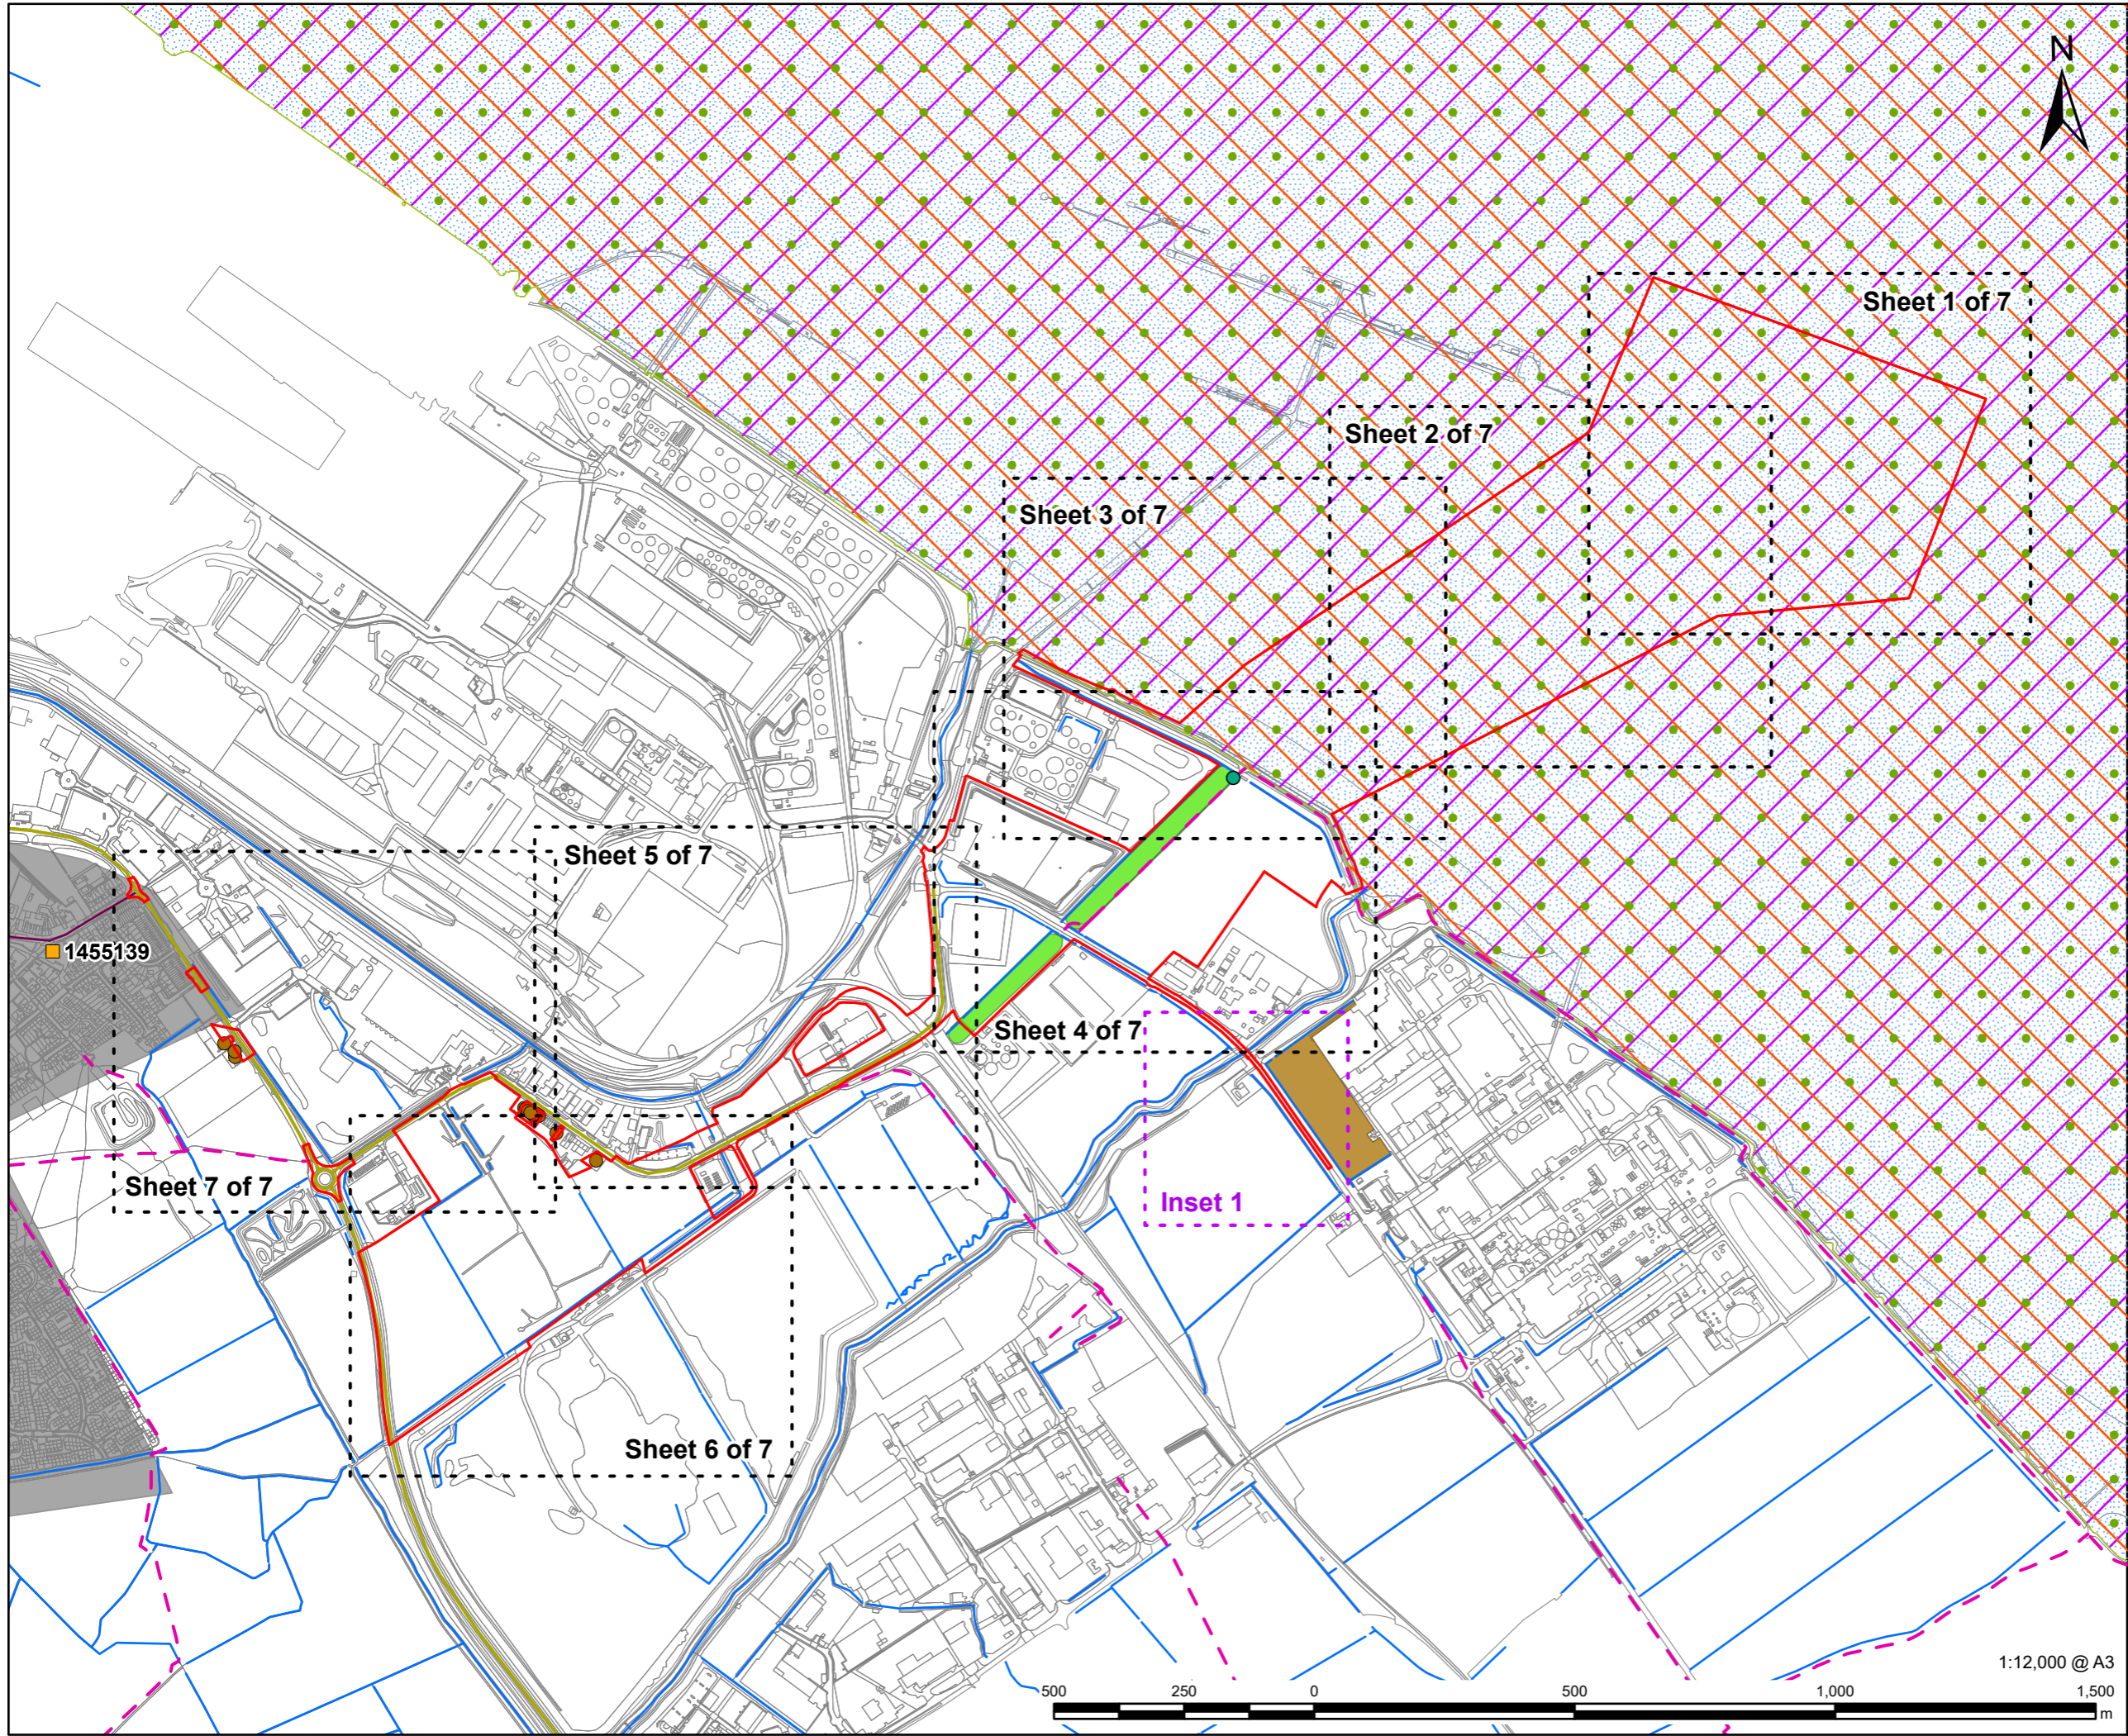 N
Sheet 1 of 7
Sheet 2 of 7
Sheet 3 of 7
Sheet 5 of 7
1455139
Sheet 4 of 7
Sheet 7 of 7
Inset 1
Sheet 6 of 7
1:12,000 @ A3
500 250 0 500 1,000 1,500
m